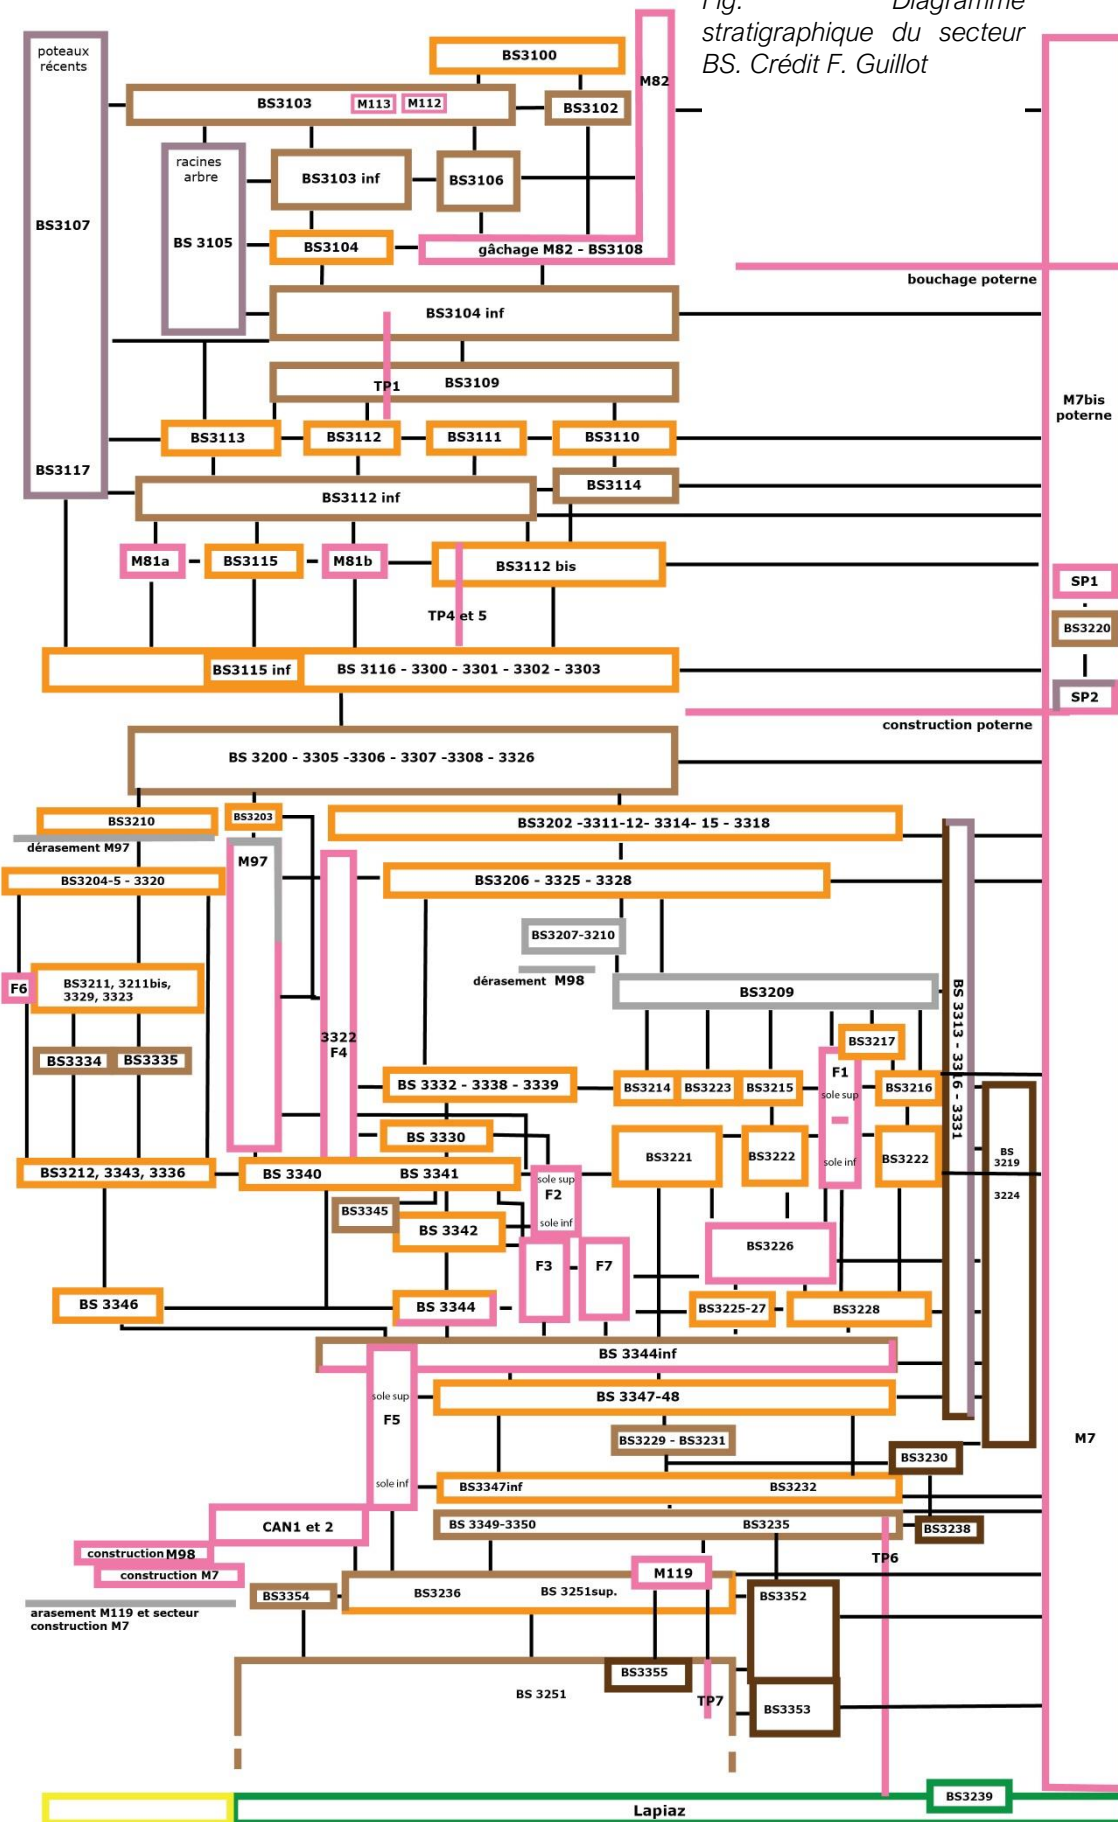 Fig. Diagramme
stratigraphique du secteur
BS. Crédit F. Guillot
poteaux
récents
BS3100
M82
BS3103
M113
M112
BS3102
racines
arbre
BS3103 inf
BS3106
BS3107
BS 3105
BS3104
gâchage M82 - BS3108
bouchage poterne
BS3104 inf
TP1
BS3109
M7bis
poterne
BS3113
BS3112
BS3111
BS3110
BS3117
BS3112 inf
BS3114
M81a
BS3115
M81b
BS3112 bis
SP1
TP4 et 5
BS3220
BS3115 inf
BS 3116 - 3300 - 3301 - 3302 - 3303
SP2
construction poterne
BS 3200 - 3305 -3306 - 3307 -3308 - 3326
BS3210
BS3203
BS3202 -3311-12- 3314- 15 - 3318
dérasement M97
M97
BS3204-5 - 3320
BS3206 - 3325 - 3328
BS3207-3210
dérasement M98
F6
BS3211, 3211bis,
3329, 3323
BS3209
BS 3313 - 3316 - 3331
3322
F4
BS3217
BS3334
BS3335
F1
BS 3332 - 3338 - 3339
BS3214
BS3223
BS3215
sole sup
BS3216
BS 3330
BS3221
BS3222
sole inf
BS3222
BS
3219
3224
BS3212, 3343, 3336
BS 3340
BS 3341
sole sup
F2
sole inf
BS3345
BS 3342
BS3226
F3
F7
BS 3346
BS 3344
BS3225-27
BS3228
BS 3344inf
sole sup
F5
sole inf
BS 3347-48
BS3229 - BS3231
M7
BS3230
BS3347inf
BS3232
CAN1 et 2
BS 3349-3350
BS3235
BS3238
construction M98
TP6
construction M7
M119
BS3354
BS3236
BS 3251sup.
BS3352
arasement M119 et secteur
construction M7
BS3355
BS 3251
TP7
BS3353
BS3239
Lapiaz